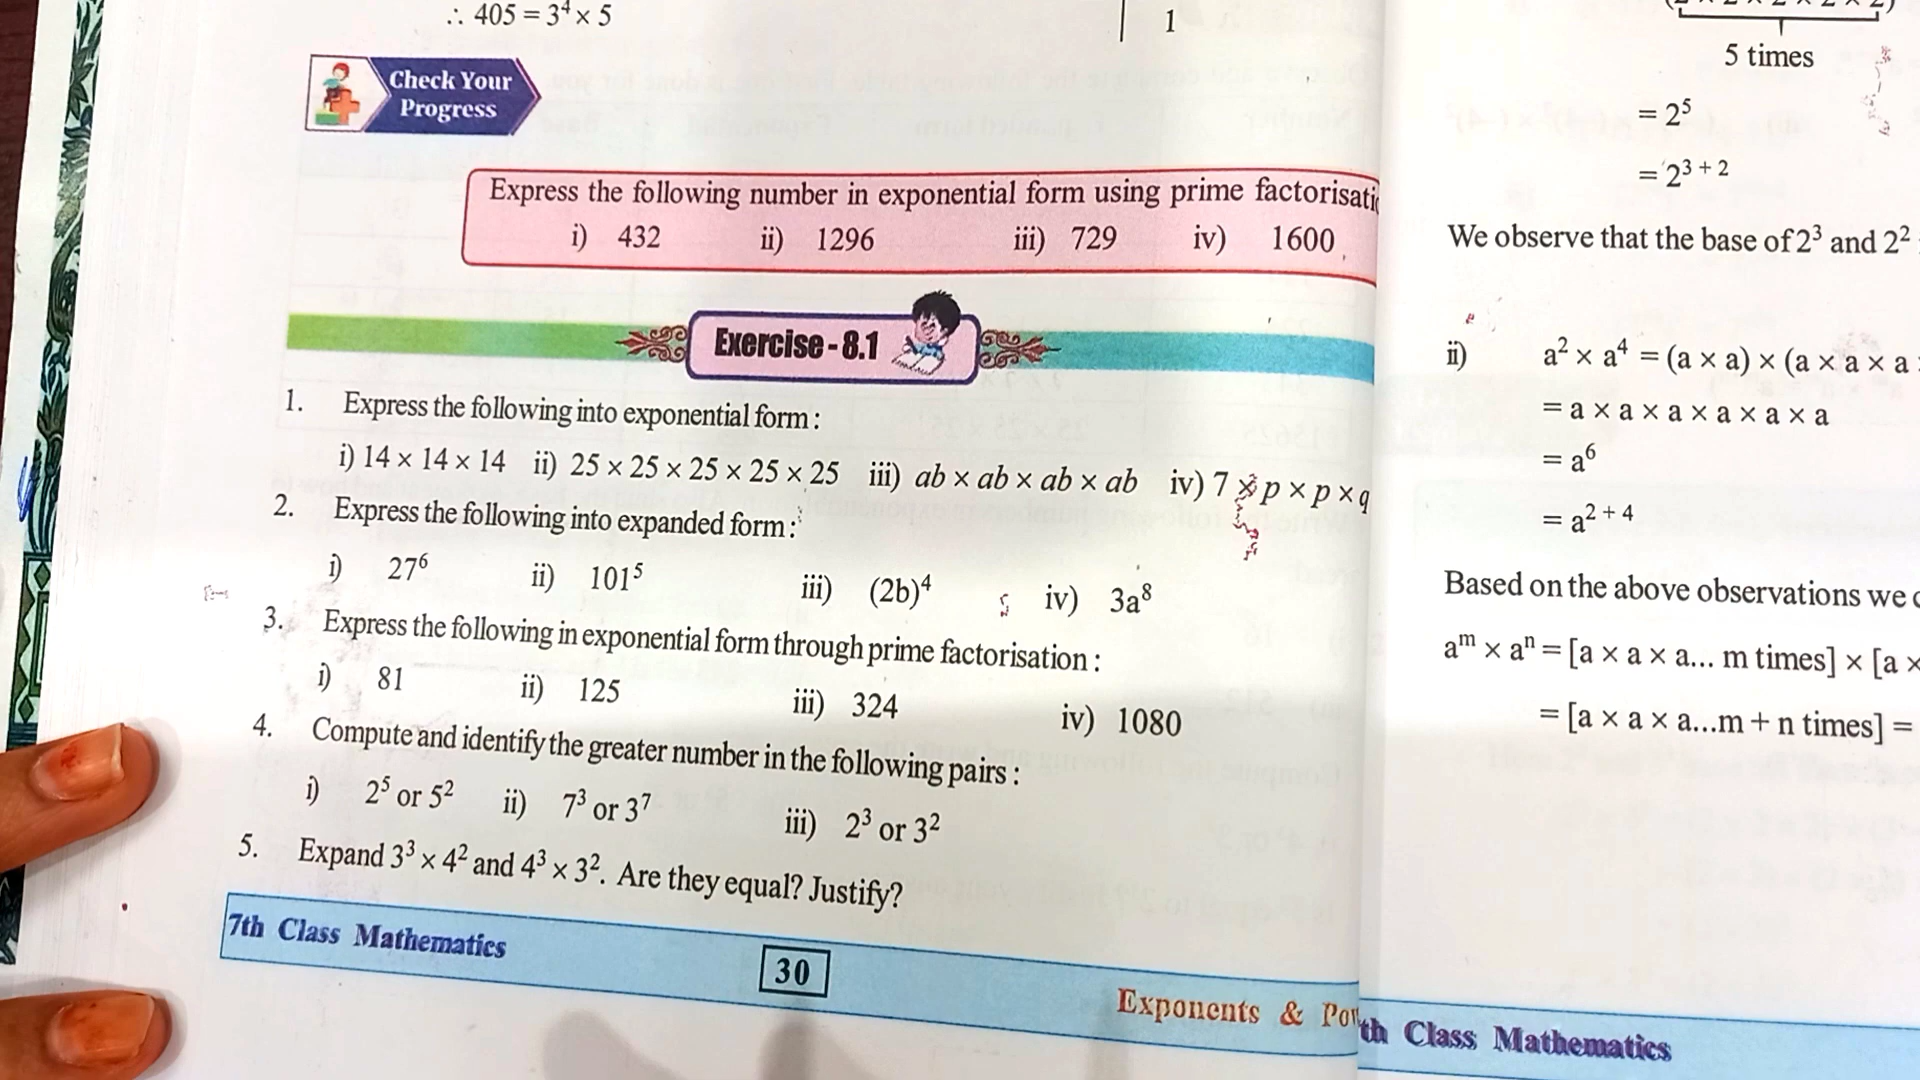 ∴ 405 = 3⁴ × 5
1
Check Your
Progress
Express the following number in exponential form using prime
i) 432 ii) 1296 iii) 729 iv) 1600
Exercise - 8.1
1. Express the following into exponential form :
i) 14 × 14 × 14 ii) 25 × 25 × 25 × 25 × 25 iii) ab × ab × ab × ab iv) 7 × p × p × q
2. Express the following into expanded form :
i) 27⁶ ii) 101⁵ iii) (2b)⁴ iv) 3a⁸
3. Express the following in exponential form through prime factorisation :
i) 81 ii) 125 iii) 324 iv) 1080
4. Compute and identify the greater number in the following pairs :
i) 2⁵ or 5² ii) 7³ or 3⁷ iii) 2³ or 3²
5. Expand 3³ × 4² and 4³ × 3². Are they equal? Justify?
7th Class Mathematics
30
Exponents &
5 times
= 2⁵
= 2³ ⁺ ²
We observe that the base of 2³ and 2²
ii) a² × a⁴ = (a × a) × (a × a × a
= a × a × a × a × a × a
= a⁶
= a² ⁺ ⁴
Based on the above observations we
aᵐ × aⁿ = [a × a × a... m times] × [a ×
= [a × a × a...m + n times] =
th Class Mathematics